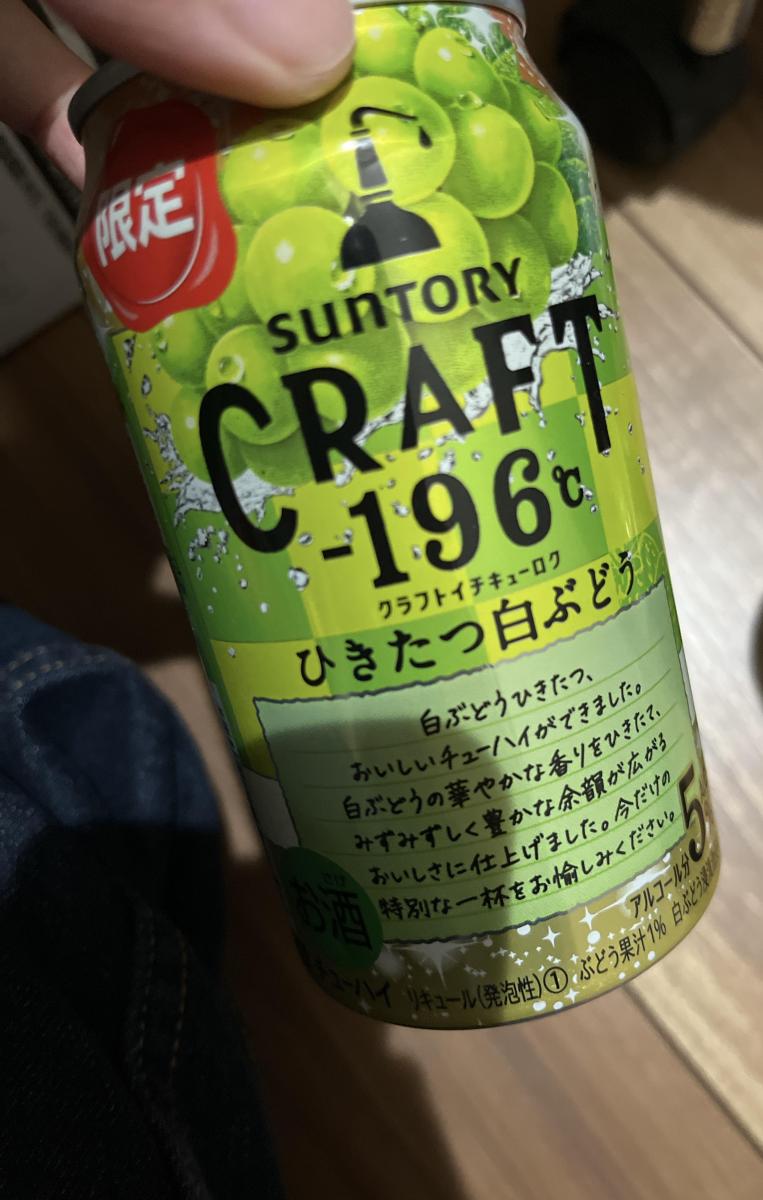 限定
SUNTORY
CRAFT
-196℃
クラフトイチキューロク
ひきたつ白ぶどう
白ぶどうひきたつ、
おいしいチューハイができました。
白ぶどうの華やかな香りをひきたて、
みずみずしく豊かな余韻が広がる
おいしさに仕上げました。今だけの
特別な一杯をお愉しみください。
さけ
お酒
アルコール分
5
チューハイ リキュール(発泡性)① ぶどう果汁1% 白ぶどう